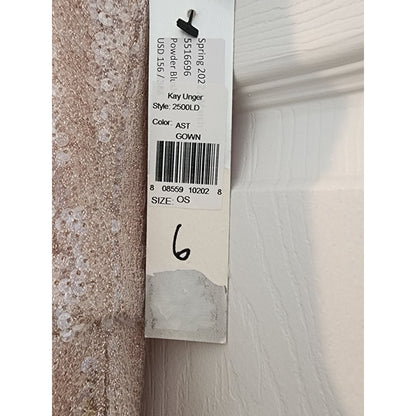 Spring 202
5516696
Powder Blu
USD 156 /
Kay Unger
Style: 2500LD
Color: AST
GOWN
8 08559 10202 8
SIZE: OS
6